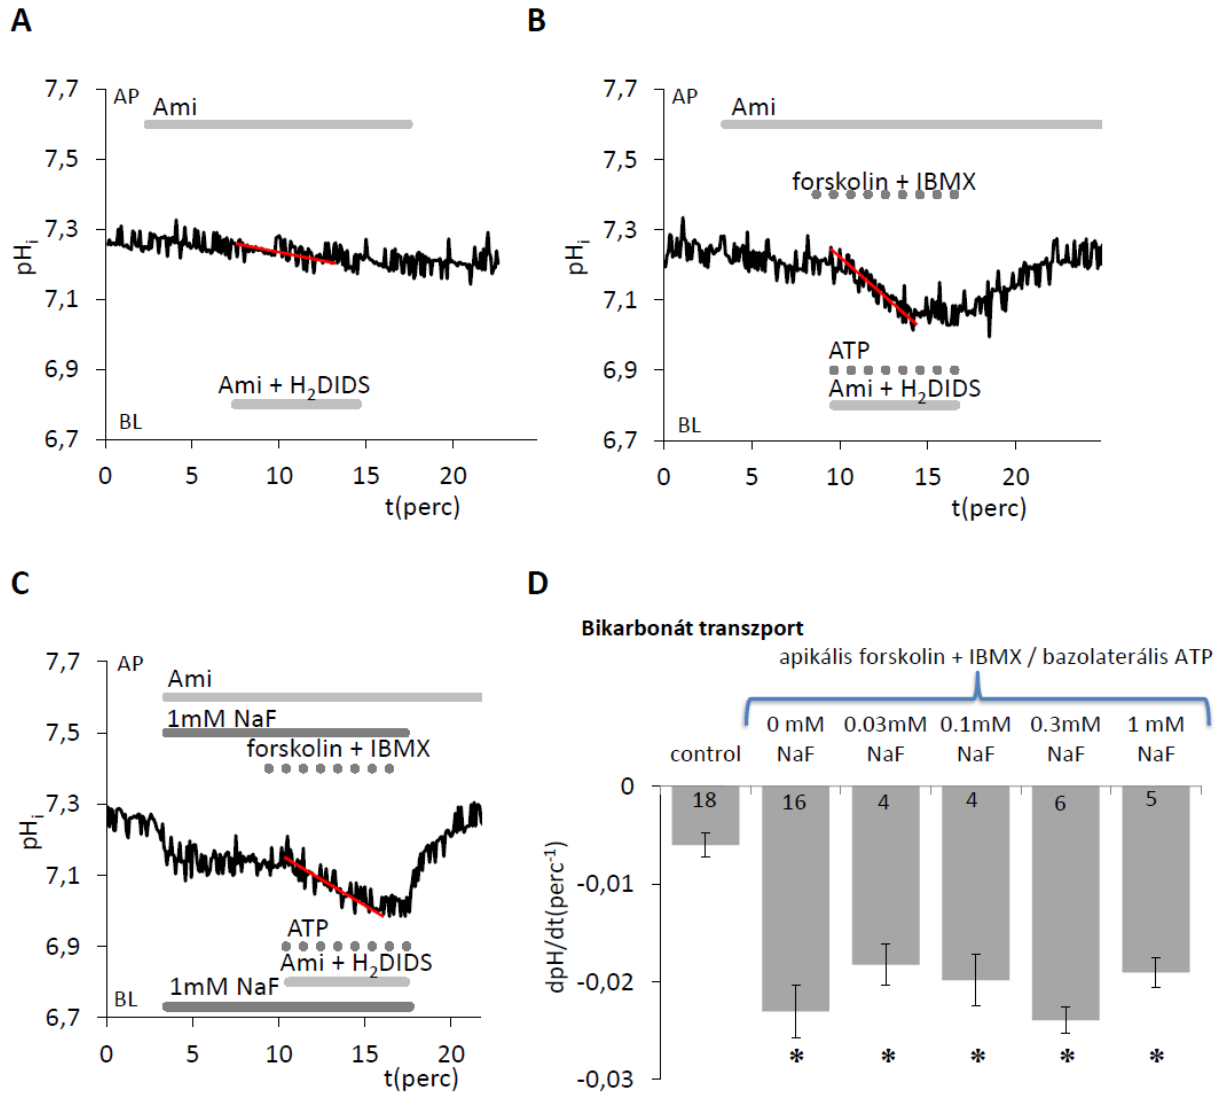 A
7,7
AP
Ami
7,5
7,3
pHi
7,1
6,9
Ami + H2DIDS
BL
6,7
0 5 10 15 20
t(perc)
B
7,7
AP
Ami
7,5
forskolin + IBMX
7,3
pHi
7,1
ATP
6,9
Ami + H2DIDS
BL
6,7
0 5 10 15 20
t(perc)
C
7,7
AP
Ami
1mM NaF
7,5
forskolin + IBMX
7,3
pHi
7,1
ATP
6,9
Ami + H2DIDS
1mM NaF
BL
6,7
0 5 10 15 20
t(perc)
D
Bikarbonát transzport
apikális forskolin + IBMX / bazolaterális ATP
0 mM 0.03mM 0.1mM 0.3mM 1 mM
control NaF NaF NaF NaF NaF
0
18 16 4 4 6 5
-0,01
dpH/dt(perc-1)
-0,02
* * * * *
-0,03